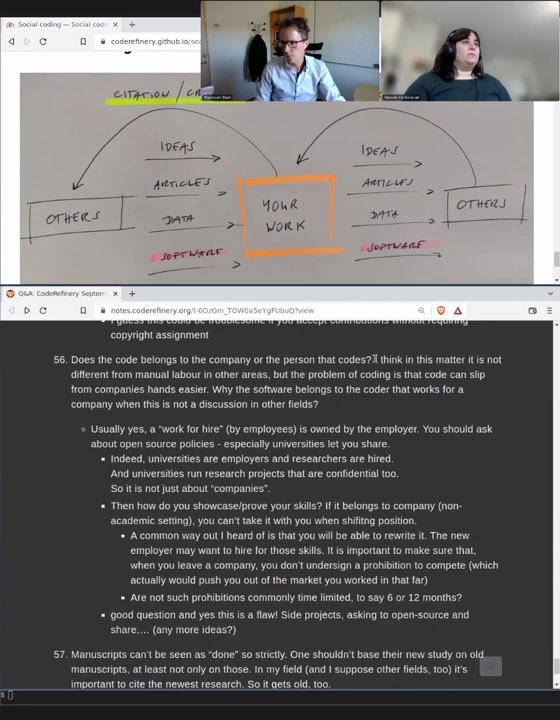 Social coding — Social codi
coderefinery.github.io/so
CITATION / CR
IDEAS
ARTICLES
DATA
SOFTWARE
OTHERS
YOUR
WORK
IDEAS
ARTICLES
DATA
SOFTWARE
OTHERS
Q&A: CodeRefinery Septem
notes.coderefinery.org/t-0OzGm_TOW0a5eYgFUbuQ?view
I guess this could be troublesome if you accept contributions without requiring
copyright assignment
56. Does the code belongs to the company or the person that codes?I think in this matter it is not
different from manual labour in other areas, but the problem of coding is that code can slip
from companies hands easier. Why the software belongs to the coder that works for a
company when this is not a discussion in other fields?
Usually yes, a “work for hire” (by employees) is owned by the employer. You should ask
about open source policies - especially universities let you share.
Indeed, universities are employers and researchers are hired.
And universities run research projects that are confidential too.
So it is not just about “companies”.
Then how do you showcase/prove your skills? If it belongs to company (non-
academic setting), you can’t take it with you when shifitng position.
A common way out I heard of is that you will be able to rewrite it. The new
employer may want to hire for those skills. It is important to make sure that,
when you leave a company, you don’t undersign a prohibition to compete (which
actually would push you out of the market you worked in that far)
Are not such prohibitions commonly time limited, to say 6 or 12 months?
good question and yes this is a flaw! Side projects, asking to open-source and
share,… (any more ideas?)
57. Manuscripts can’t be seen as “done” so strictly. One shouldn’t base their new study on old
manuscripts, at least not only on those. In my field (and I suppose other fields, too) it’s
important to cite the newest research. So it gets old, too.
$